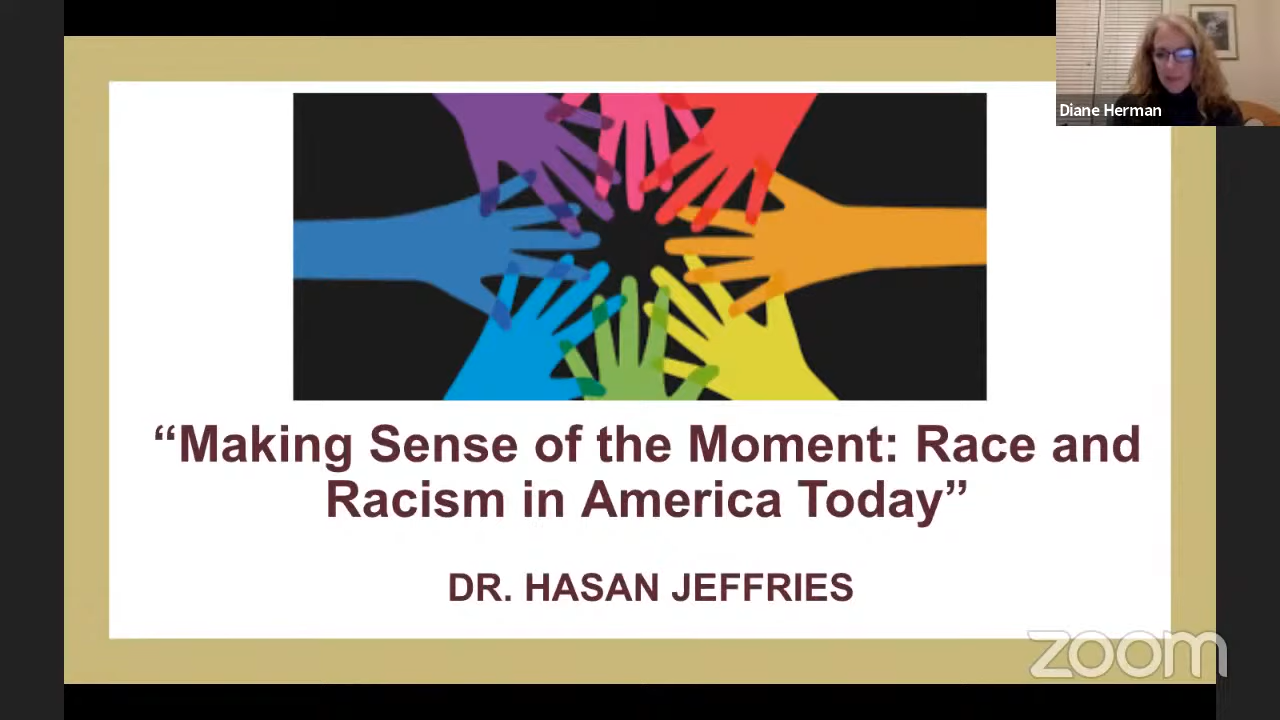 Diane Herman
“Making Sense of the Moment: Race and
Racism in America Today”
DR. HASAN JEFFRIES
zoom